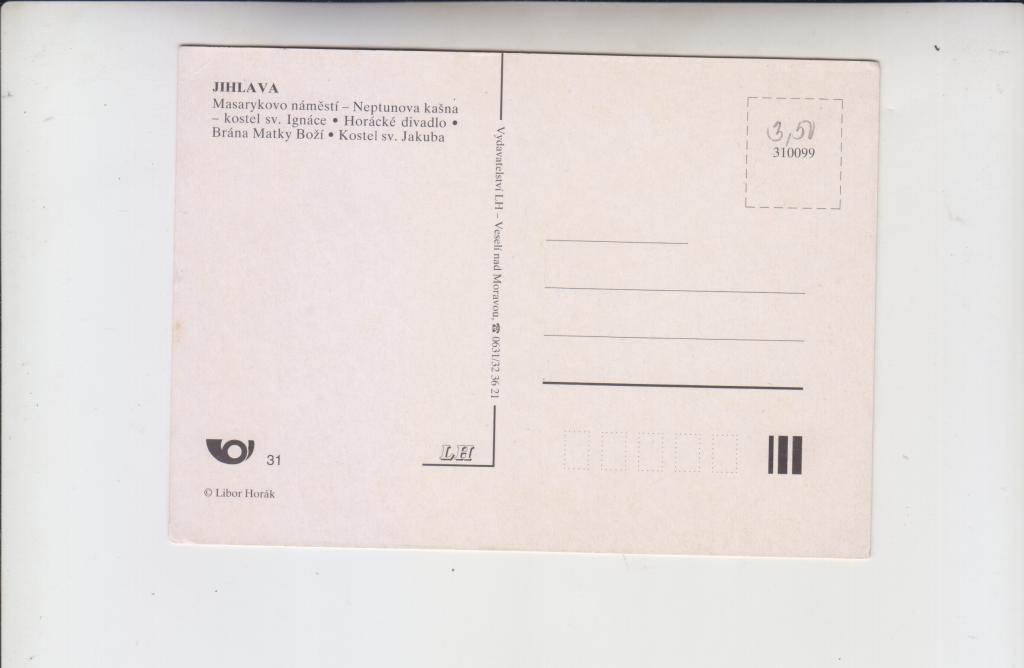 JIHLAVA
Masarykovo náměstí – Neptunova kašna
– kostel sv. Ignáce • Horácké divadlo •
Brána Matky Boží • Kostel sv. Jakuba
31
© Libor Horák
Vydavatelství LH – Veselí nad Moravou, ☎ 0631/32 36 21
LH
3,50
310099